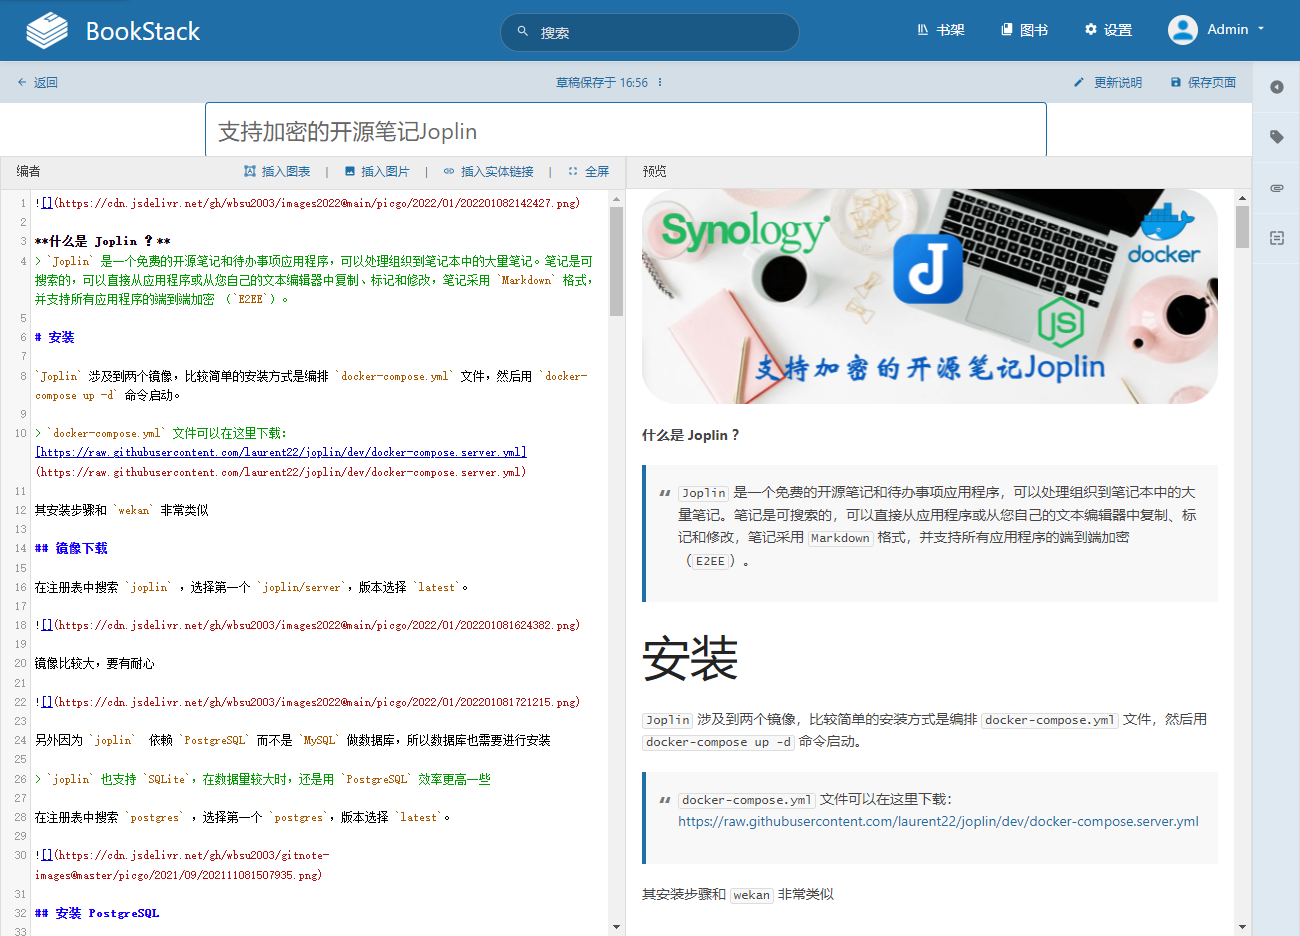 BookStack
搜索
书架
图书
设置
Admin
返回
草稿保存于 16:56
更新说明
保存页面
支持加密的开源笔记Joplin
编者
插入图表
|
插入图片
|
插入实体链接
|
全屏
预览
1 ![](https://cdn.jsdelivr.net/gh/wbsu2003/images2022@main/picgo/2022/01/202201082142427.png)
2
3 **什么是 Joplin ？**
4 > `Joplin` 是一个免费的开源笔记和待办事项应用程序，可以处理组织到笔记本中的大量笔记。笔记是可
搜索的，可以直接从应用程序或从您自己的文本编辑器中复制、标记和修改，笔记采用 `Markdown` 格式，
并支持所有应用程序的端到端加密 （`E2EE`）。
5
6 # 安装
7
8 `Joplin` 涉及到两个镜像，比较简单的安装方式是编排 `docker-compose.yml` 文件，然后用 `docker-
compose up -d` 命令启动。
9
10 > `docker-compose.yml` 文件可以在这里下载：
[https://raw.githubusercontent.com/laurent22/joplin/dev/docker-compose.server.yml]
(https://raw.githubusercontent.com/laurent22/joplin/dev/docker-compose.server.yml)
11
12 其安装步骤和 `wekan` 非常类似
13
14 ## 镜像下载
15
16 在注册表中搜索 `joplin` ，选择第一个 `joplin/server`，版本选择 `latest`。
17
18 ![](https://cdn.jsdelivr.net/gh/wbsu2003/images2022@main/picgo/2022/01/202201081624382.png)
19
20 镜像比较大，要有耐心
21
22 ![](https://cdn.jsdelivr.net/gh/wbsu2003/images2022@main/picgo/2022/01/202201081721215.png)
23
24 另外因为 `joplin` 依赖 `PostgreSQL` 而不是 `MySQL` 做数据库，所以数据库也需要进行安装
25
26 > `joplin` 也支持 `SQLite`，在数据量较大时，还是用 `PostgreSQL` 效率更高一些
27
28 在注册表中搜索 `postgres` ，选择第一个 `postgres`，版本选择 `latest`。
29
30 ![](https://cdn.jsdelivr.net/gh/wbsu2003/gitnote-
images@master/picgo/2021/09/202111081507935.png)
31
32 ## 安装 PostgreSQL
33
Synology
docker
JS
支持加密的开源笔记Joplin
什么是 Joplin ？
Joplin 是一个免费的开源笔记和待办事项应用程序，可以处理组织到笔记本中的大
量笔记。笔记是可搜索的，可以直接从应用程序或从您自己的文本编辑器中复制、标
记和修改，笔记采用 Markdown 格式，并支持所有应用程序的端到端加密
（E2EE）。
安装
Joplin 涉及到两个镜像，比较简单的安装方式是编排 docker-compose.yml 文件，然后用
docker-compose up -d 命令启动。
docker-compose.yml 文件可以在这里下载：
https://raw.githubusercontent.com/laurent22/joplin/dev/docker-compose.server.yml
其安装步骤和 wekan 非常类似